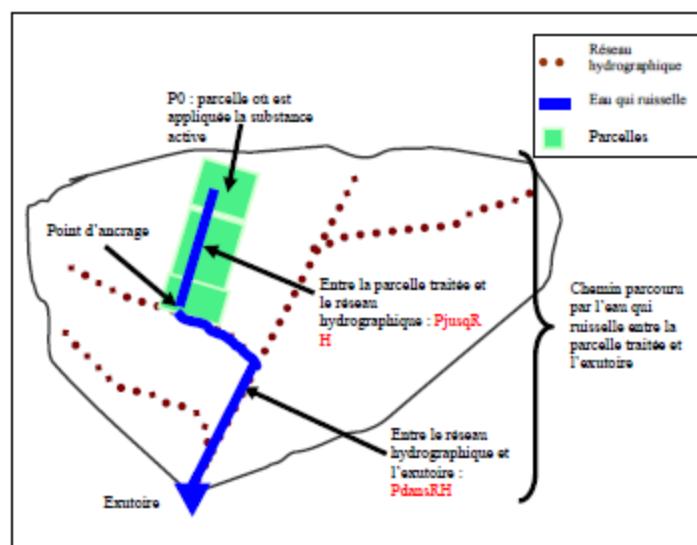 Réseau
hydrographique
Eau qui ruisselle
Parcelles
P0 : parcelle où est
appliquée la substance
active
Point d'ancrage
Entre la parcelle traitée et
le réseau
hydrographique : PjusqR
H
Chemin parcouru
par l'eau qui
ruisselle entre la
parcelle traitée et
l'exutoire
Entre le réseau
hydrographique et
l'exutoire :
PdansRH
Exutoire